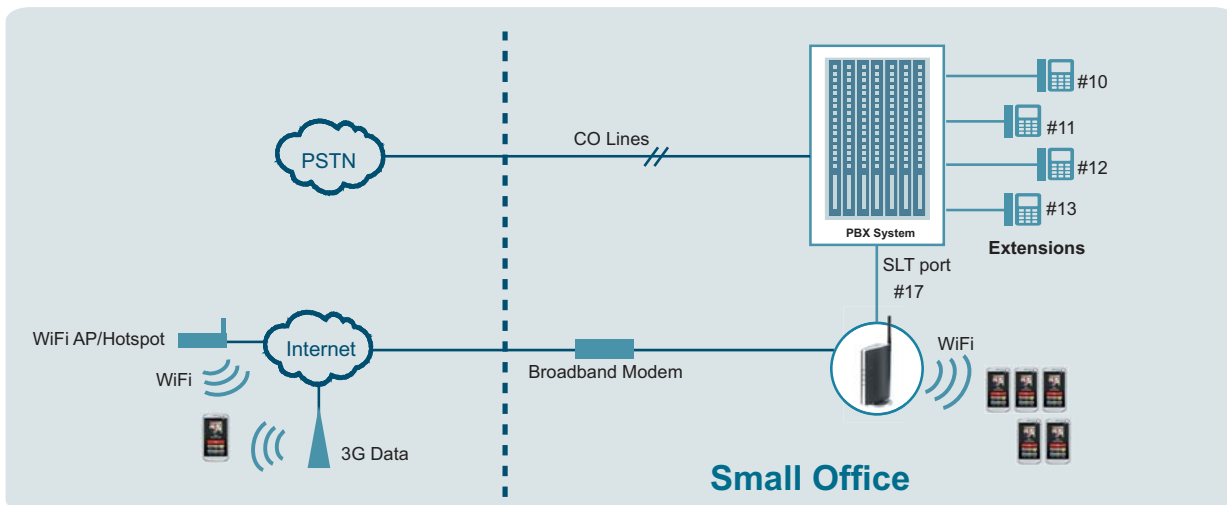 #10
#11
#12
#13
PSTN
CO Lines
PBX System
Extensions
SLT port
#17
WiFi AP/Hotspot
Internet
WiFi
Broadband Modem
WiFi
3G Data
Small Office